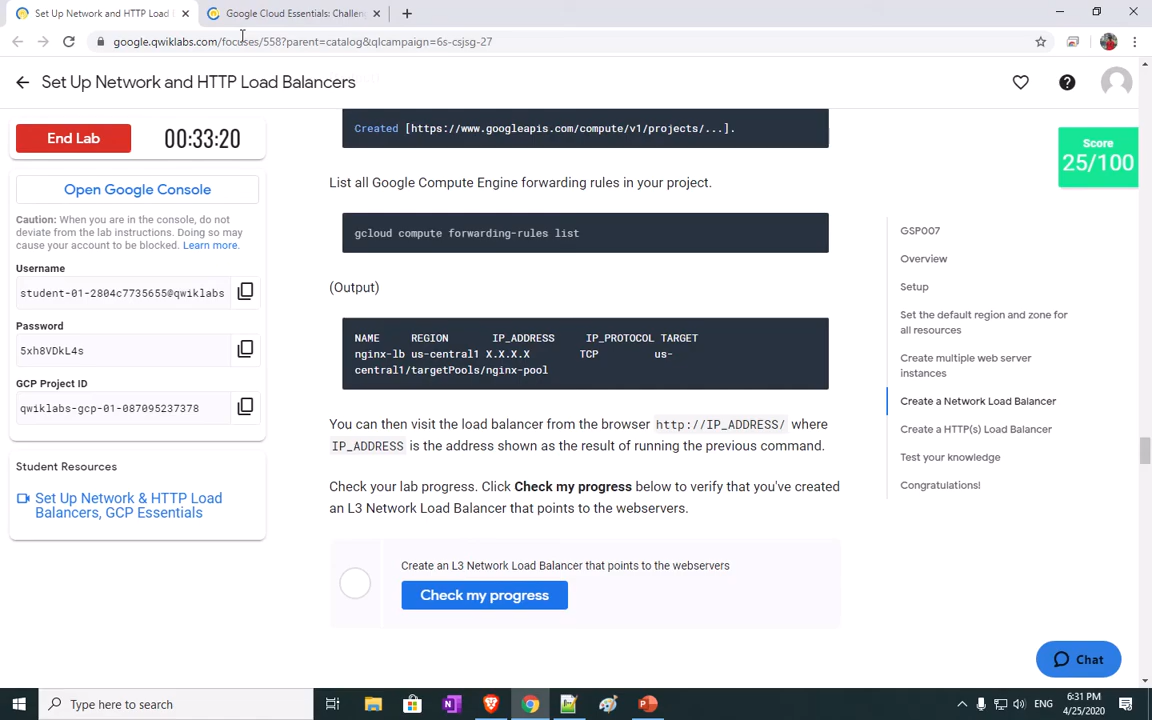 Set Up Network and HTTP Load
Google Cloud Essentials: Challen
google.qwiklabs.com/focuses/558?parent=catalog&qlcampaign=6s-csjsg-27
Set Up Network and HTTP Load Balancers
End Lab
00:33:20
Open Google Console
Caution: When you are in the console, do not
deviate from the lab instructions. Doing so may
cause your account to be blocked. Learn more.
Username
student-01-2804c7735655@qwiklabs
Password
5xh8VDkL4s
GCP Project ID
qwiklabs-gcp-01-087095237378
Student Resources
Set Up Network & HTTP Load
Balancers, GCP Essentials
Created [https://www.googleapis.com/compute/v1/projects/...].
List all Google Compute Engine forwarding rules in your project.
gcloud compute forwarding-rules list
(Output)
NAME REGION IP_ADDRESS IP_PROTOCOL TARGET
nginx-lb us-central1 X.X.X.X TCP us-
central1/targetPools/nginx-pool
You can then visit the load balancer from the browser http://IP_ADDRESS/ where
IP_ADDRESS is the address shown as the result of running the previous command.
Check your lab progress. Click Check my progress below to verify that you've created
an L3 Network Load Balancer that points to the webservers.
Create an L3 Network Load Balancer that points to the webservers
Check my progress
Score
25/100
GSP007
Overview
Setup
Set the default region and zone for
all resources
Create multiple web server
instances
Create a Network Load Balancer
Create a HTTP(s) Load Balancer
Test your knowledge
Congratulations!
Chat
Type here to search
ENG
6:31 PM
4/25/2020